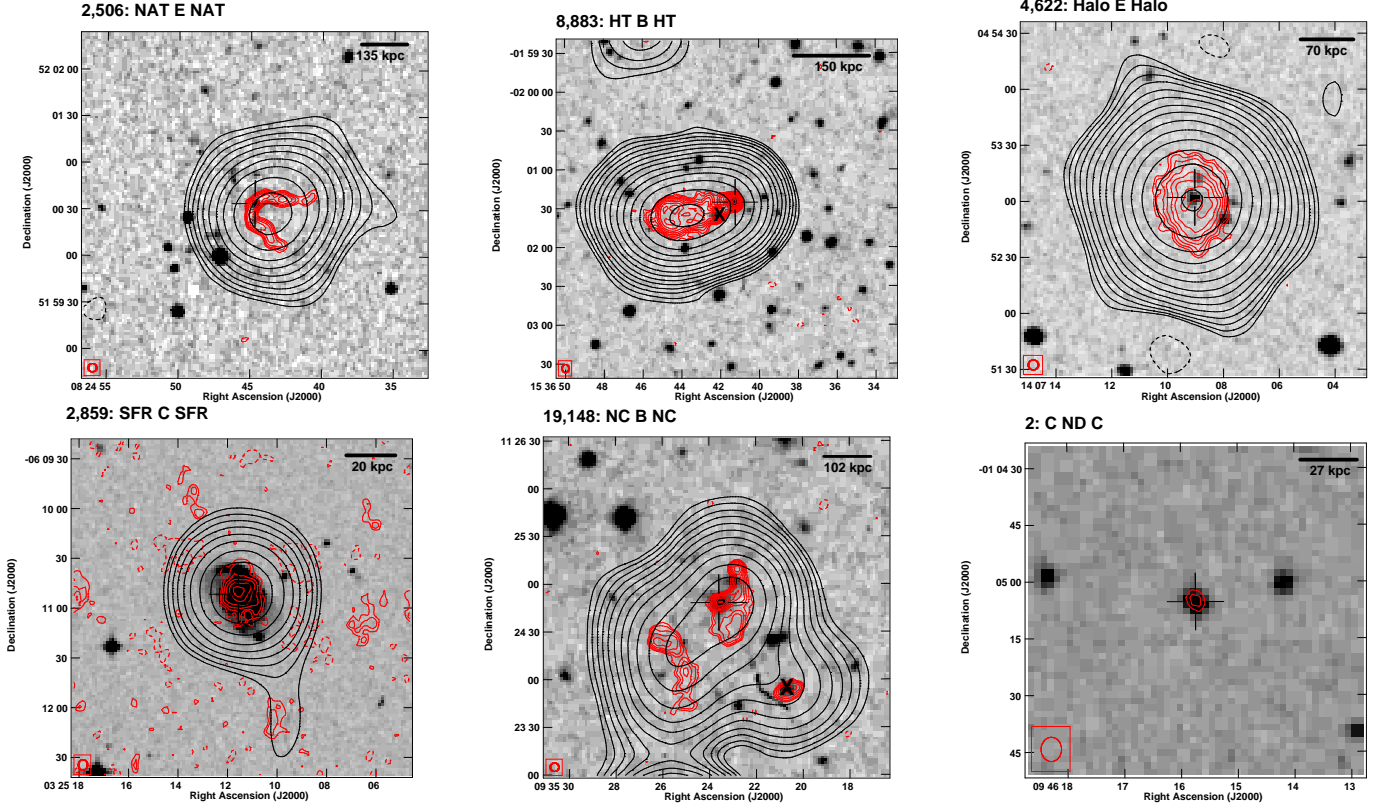 2,506: NAT E NAT
135 kpc
Declination (J2000)
52 02 00
01 30
00
00 30
00
51 59 30
00
08 24 55
50
45
40
35
Right Ascension (J2000)
8,883: HT B HT
150 kpc
Declination (J2000)
-01 59 30
-02 00 00
30
01 00
30
02 00
30
03 00
30
X
15 36 50
48
46
44
42
40
38
36
34
Right Ascension (J2000)
4,622: Halo E Halo
70 kpc
Declination (J2000)
04 54 30
00
53 30
00
52 30
00
51 30
14 07 14
12
10
08
06
04
Right Ascension (J2000)
2,859: SFR C SFR
20 kpc
Declination (J2000)
-06 09 30
10 00
30
11 00
30
12 00
30
03 25 18
16
14
12
10
08
06
Right Ascension (J2000)
19,148: NC B NC
102 kpc
Declination (J2000)
11 26 30
00
25 30
00
24 30
00
23 30
00
X
09 35 30
28
26
24
22
20
18
16
Right Ascension (J2000)
2: C ND C
27 kpc
Declination (J2000)
-01 04 30
45
05 00
15
30
45
09 46 18
17
16
15
14
13
Right Ascension (J2000)